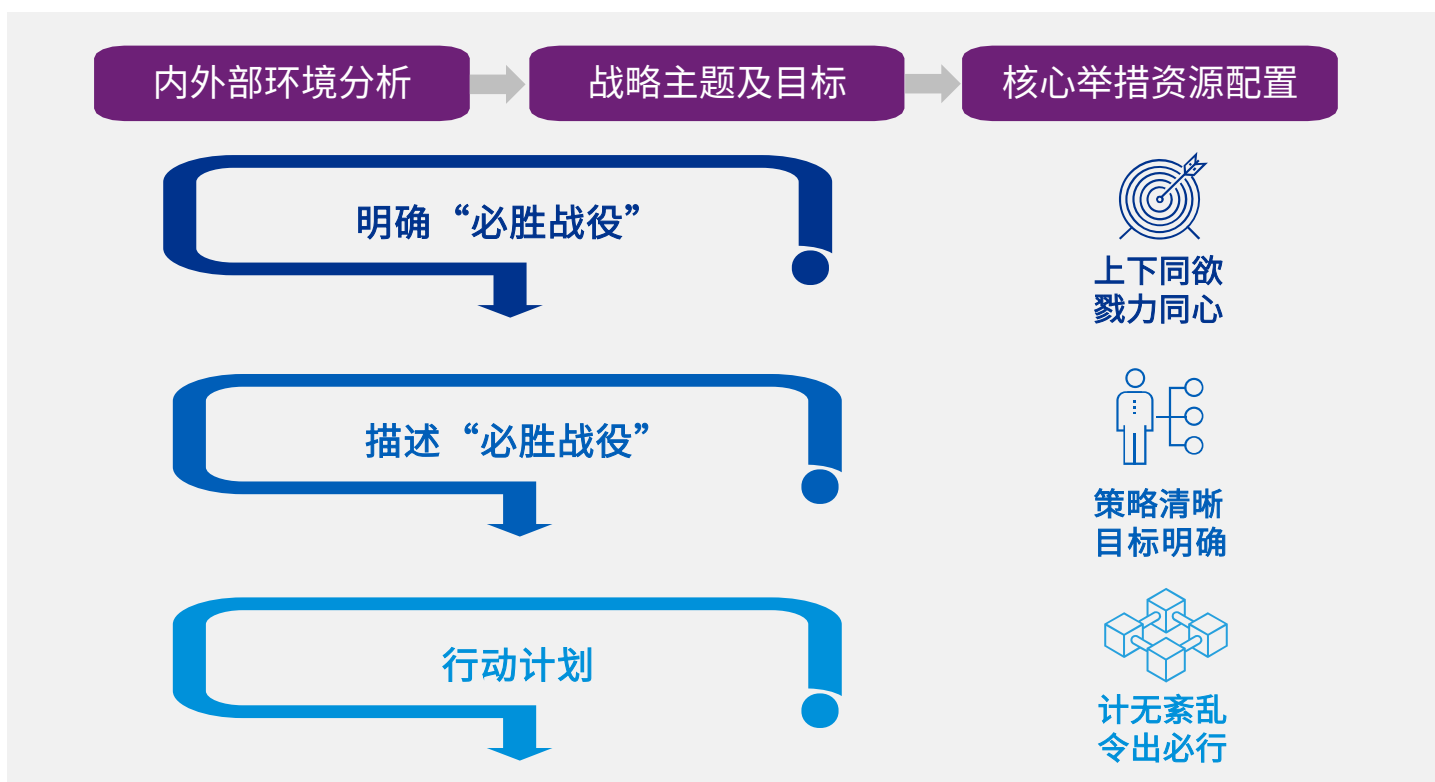 内外部环境分析
战略主题及目标
核心举措资源配置
明确“必胜战役”
上下同欲
戮力同心
描述“必胜战役”
策略清晰
目标明确
行动计划
计无紊乱
令出必行